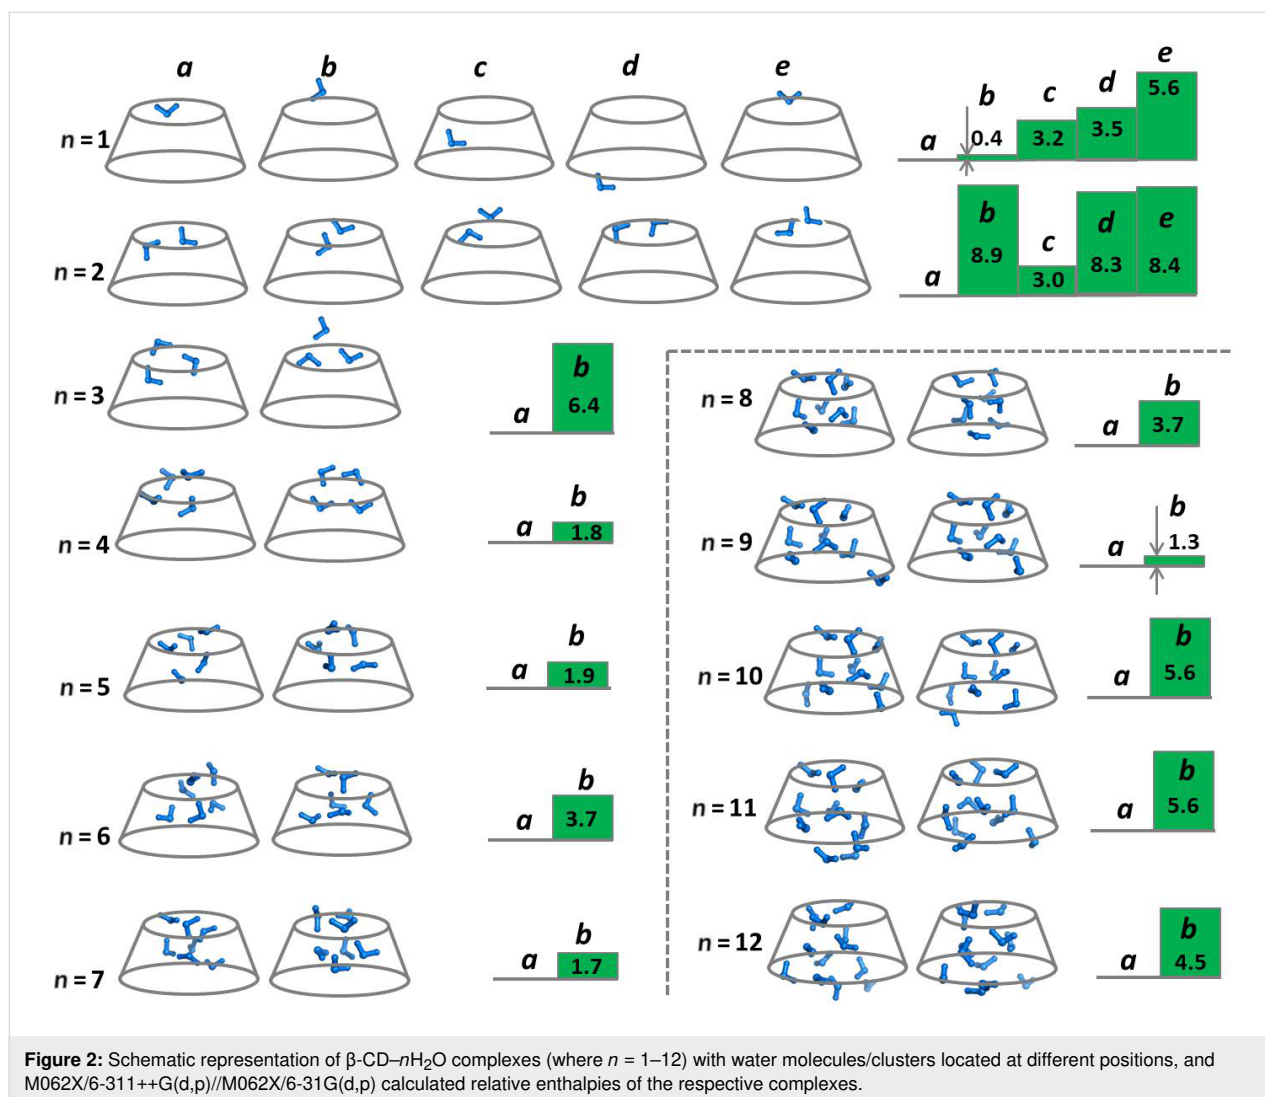 a b c d e
n = 1
a b 0.4 c 3.2 d 3.5 e 5.6
n = 2
a b 8.9 c 3.0 d 8.3 e 8.4
n = 3
a b 6.4
n = 4
a b 1.8
n = 5
a b 1.9
n = 6
a b 3.7
n = 7
a b 1.7
n = 8
a b 3.7
n = 9
a b 1.3
n = 10
a b 5.6
n = 11
a b 5.6
n = 12
a b 4.5
Figure 2: Schematic representation of β-CD–nH₂O complexes (where n = 1–12) with water molecules/clusters located at different positions, and
M062X/6-311++G(d,p)//M062X/6-31G(d,p) calculated relative enthalpies of the respective complexes.